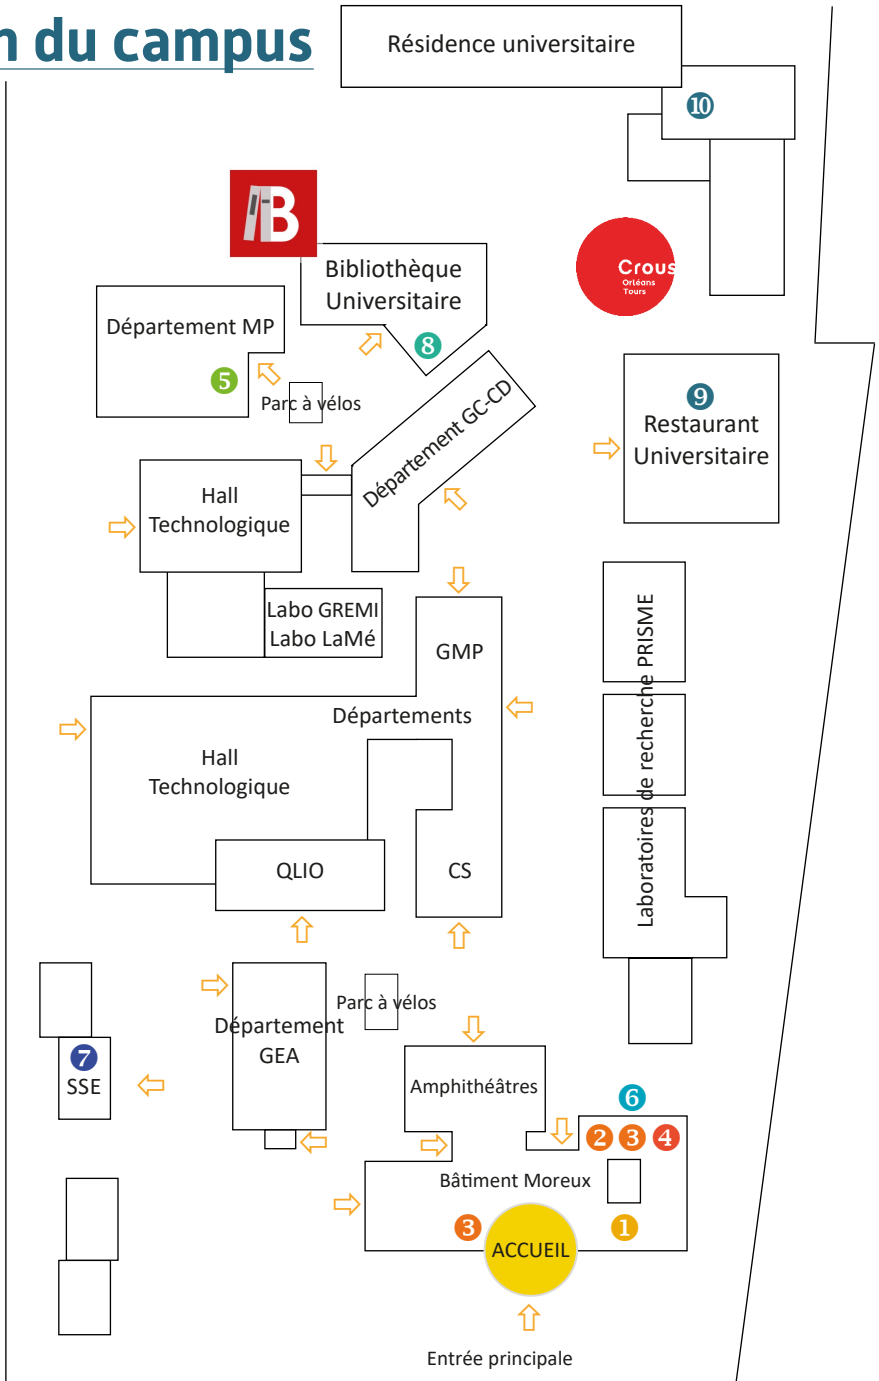 n du campus
Résidence universitaire
10
B
Bibliothèque
Universitaire
8
Crous
Orléans
Tours
Département MP
5
Parc à vélos
Département GC-CD
9
Restaurant
Universitaire
Hall
Technologique
Labo GREMI
Labo LaMé
GMP
Départements
Hall
Technologique
QLIO
CS
Laboratoires de recherche PRISME
Parc à vélos
Département
GEA
7
SSE
Amphithéâtres
6
2 3 4
Bâtiment Moreux
3
1
ACCUEIL
Entrée principale